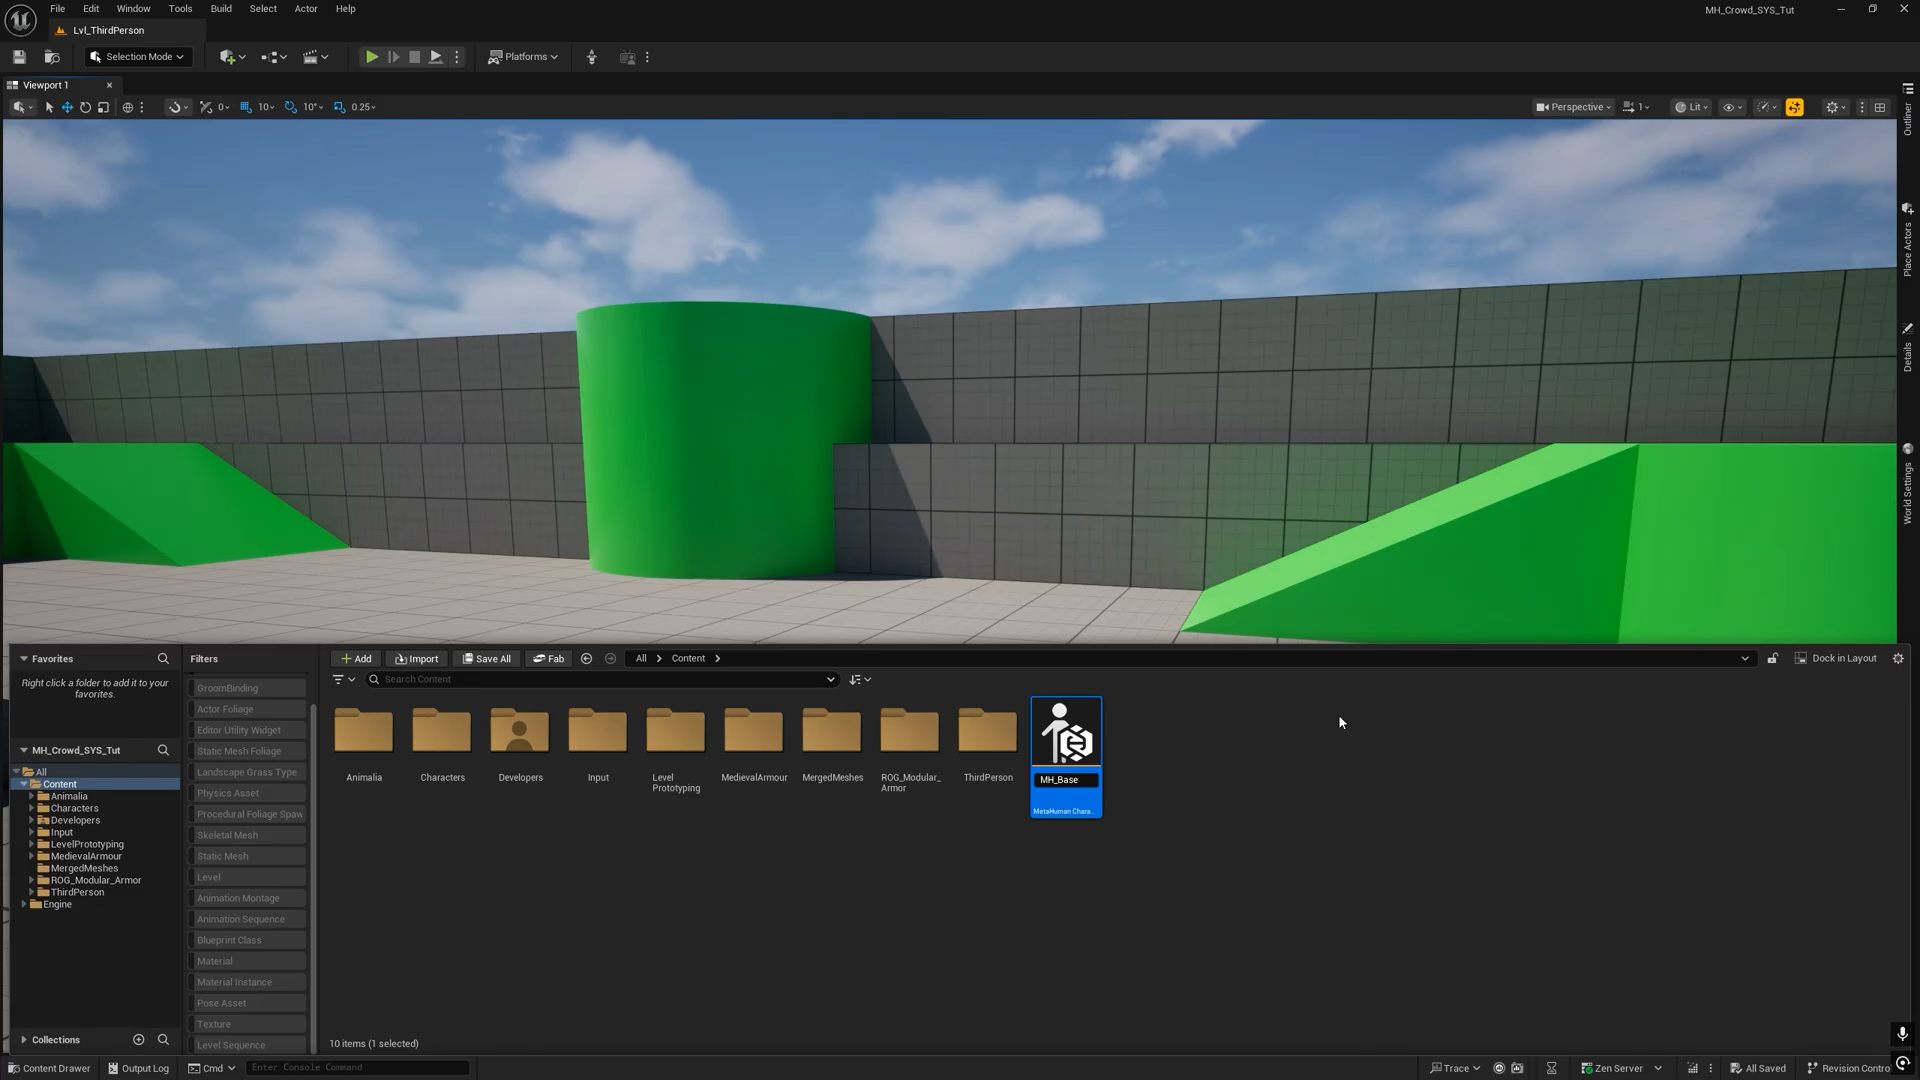 File Edit Window Tools Build Select Actor Help
MH_Crowd_SYS_Tut
Lvl_ThirdPerson
Selection Mode
Platforms
Viewport 1
0
10
10°
0.25
Perspective
1
Lit
Outliner
Place Actors
Details
World Settings
Favorites
Filters
Add
Import
Save All
Fab
All
Content
Dock in Layout
Right click a folder to add it to your
favorites.
Search Content
GroomBinding
Actor Foliage
Editor Utility Widget
Static Mesh Foliage
Landscape Grass Type
Physics Asset
Procedural Foliage Spaw
Skeletal Mesh
Static Mesh
Level
Animation Montage
Animation Sequence
Blueprint Class
Material
Material Instance
Pose Asset
Texture
Level Sequence
MH_Crowd_SYS_Tut
All
Content
Animalia
Characters
Developers
Input
LevelPrototyping
MedievalArmour
MergedMeshes
ROG_Modular_Armor
ThirdPerson
Engine
Collections
Animalia
Characters
Developers
Input
Level
Prototyping
MedievalArmour
MergedMeshes
ROG_Modular_
Armor
ThirdPerson
MH_Base
MetaHuman Chara...
10 items (1 selected)
Content Drawer
Output Log
Cmd
Enter Console Command
Trace
Zen Server
All Saved
Revision Contro